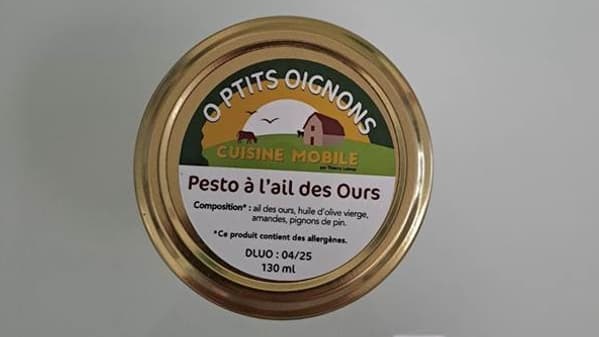 O PTITS OIGNONS
CUISINE MOBILE
Pesto à l'ail des Ours
Composition* : ail des ours, huile d'olive vierge,
amandes, pignons de pin.
*Ce produit contient des allergènes.
DLUO : 04/25
130 ml